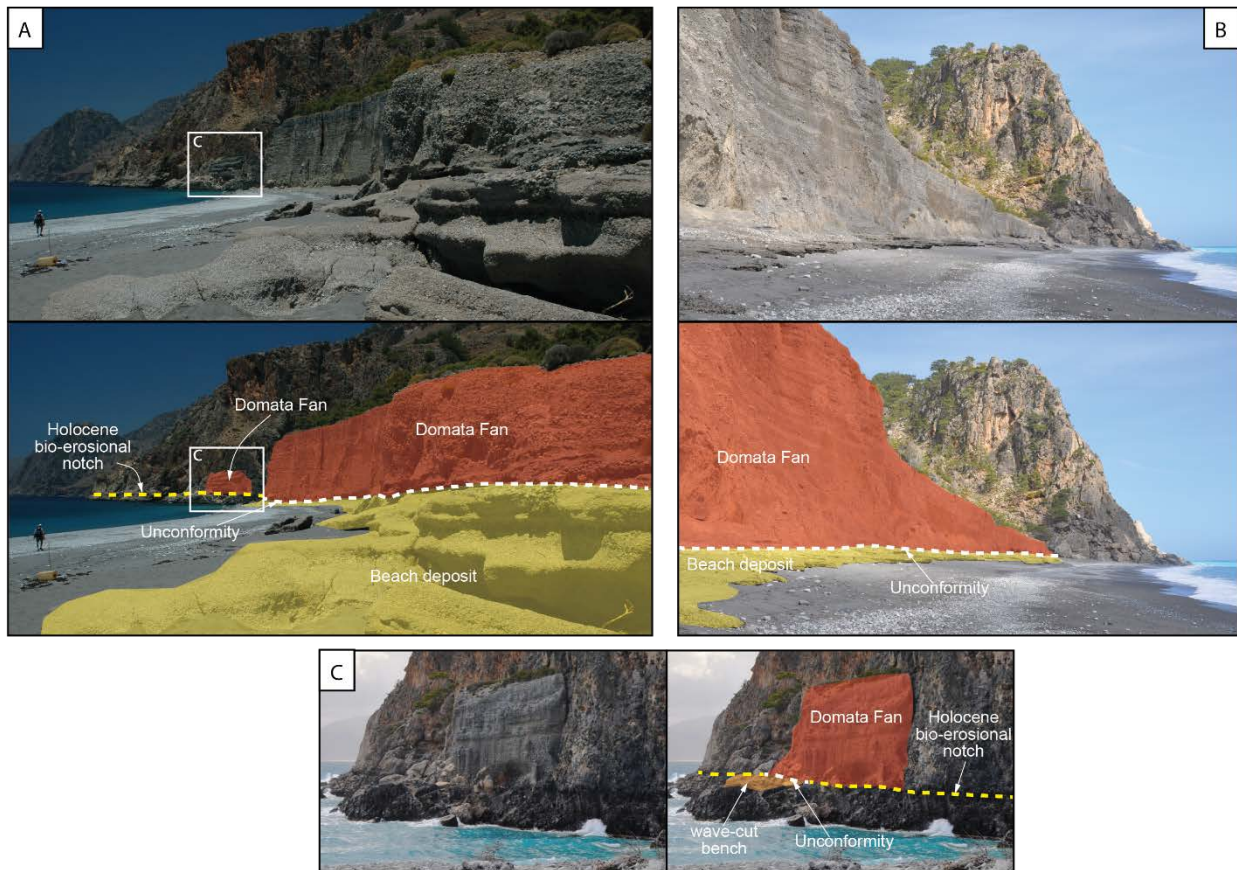 A
C
B
Domata Fan
Domata Fan
Holocene
bio-erosional
notch
C
Unconformity
Beach deposit
Domata Fan
Beach deposit
Unconformity
C
Domata Fan
Holocene
bio-erosional
notch
wave-cut
bench
Unconformity